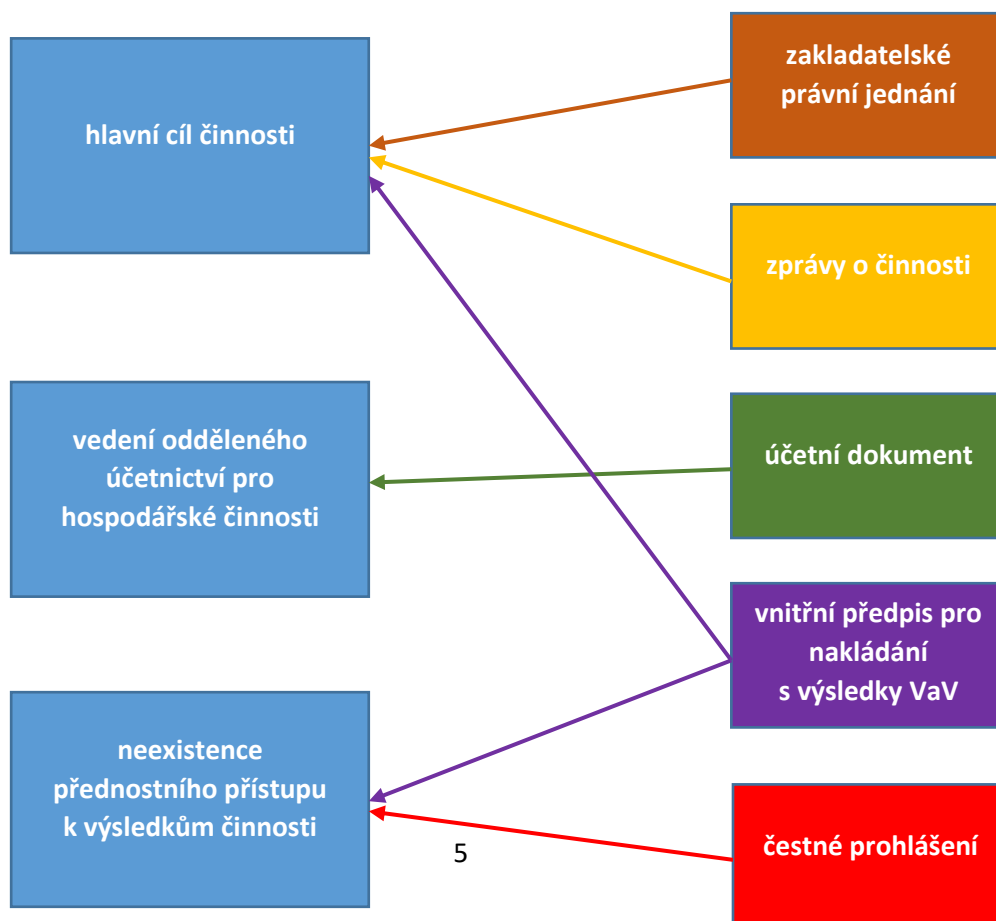 zakladatelské
právní jednání
hlavní cíl činnosti
zprávy o činnosti
vedení odděleného
účetnictví pro
hospodářské činnosti
účetní dokument
vnitřní předpis pro
nakládání
s výsledky VaV
neexistence
přednostního přístupu
k výsledkům činnosti
čestné prohlášení
5